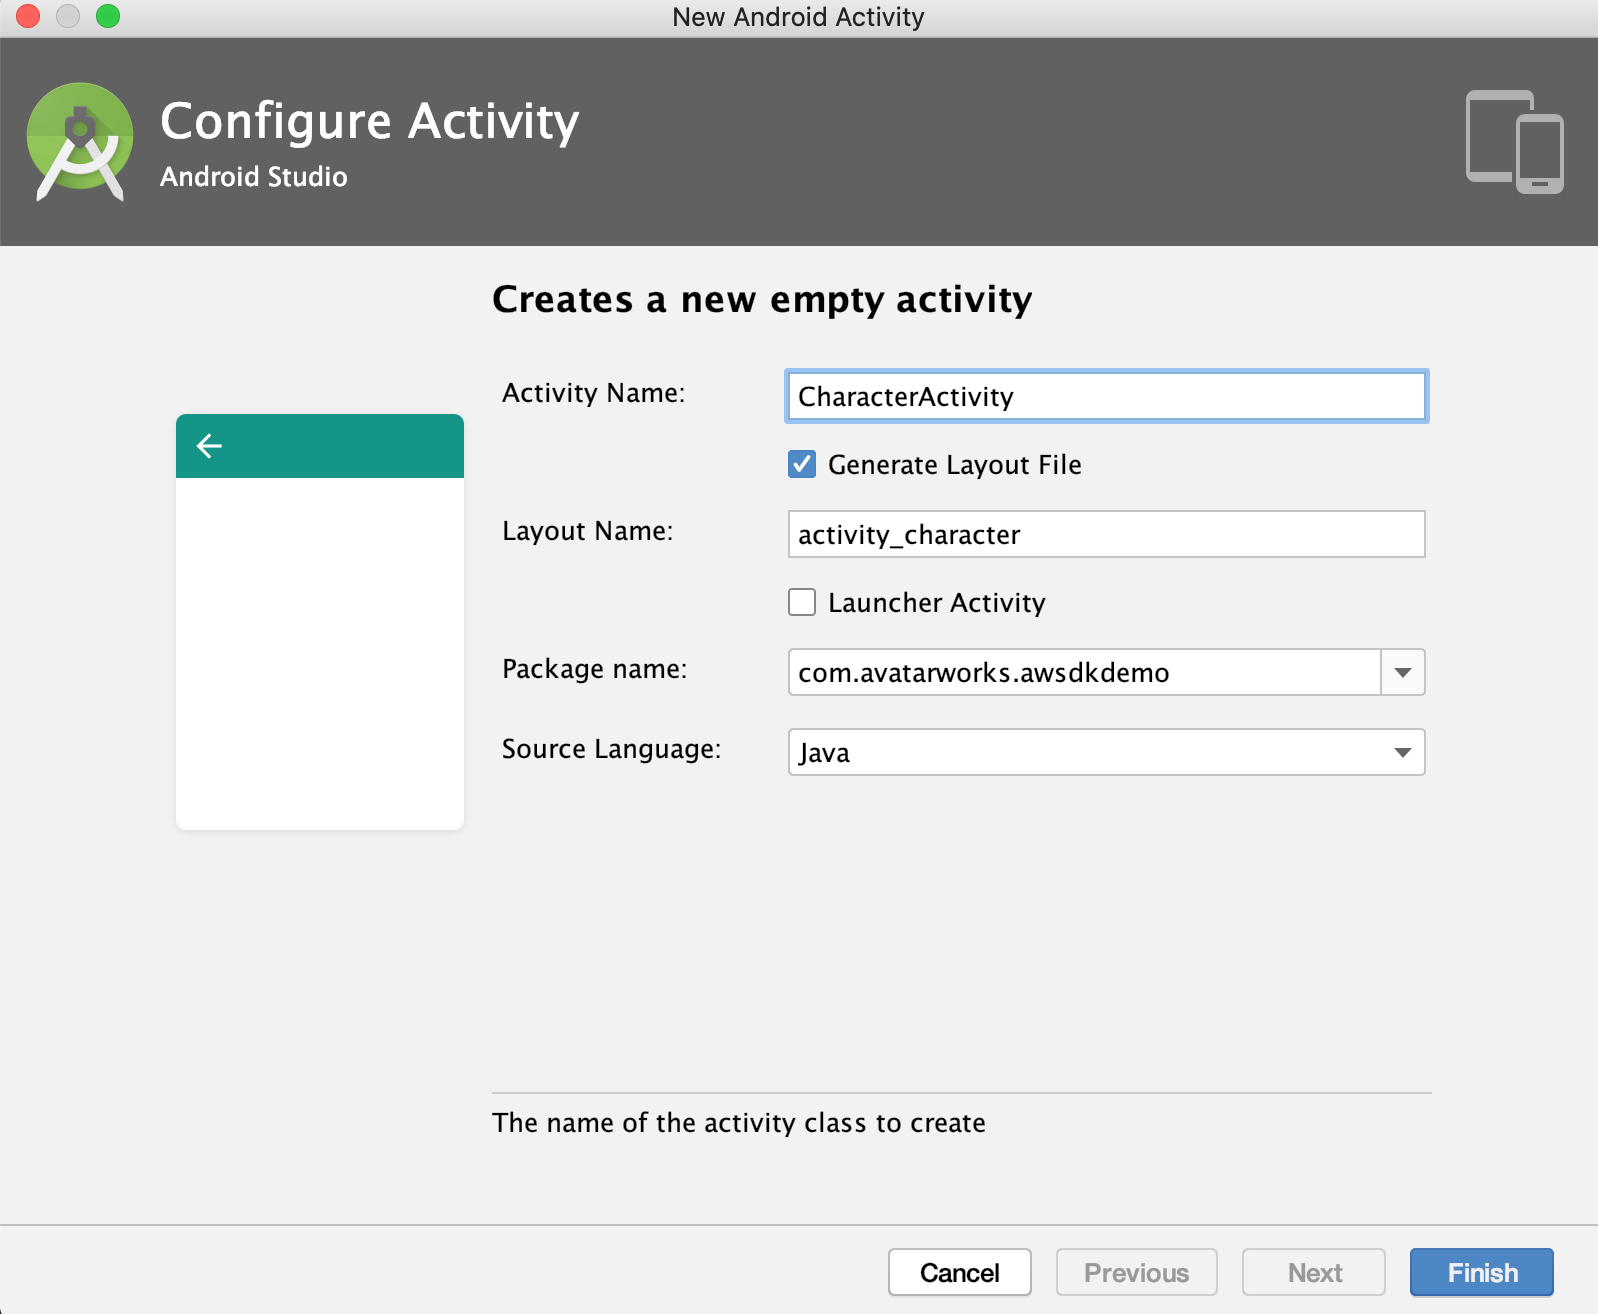 New Android Activity
Configure Activity
Android Studio
Creates a new empty activity
Activity Name: CharacterActivity
Generate Layout File
Layout Name: activity_character
Launcher Activity
Package name: com.avatarworks.awsdkdemo
Source Language: Java
The name of the activity class to create
Cancel Previous Next Finish